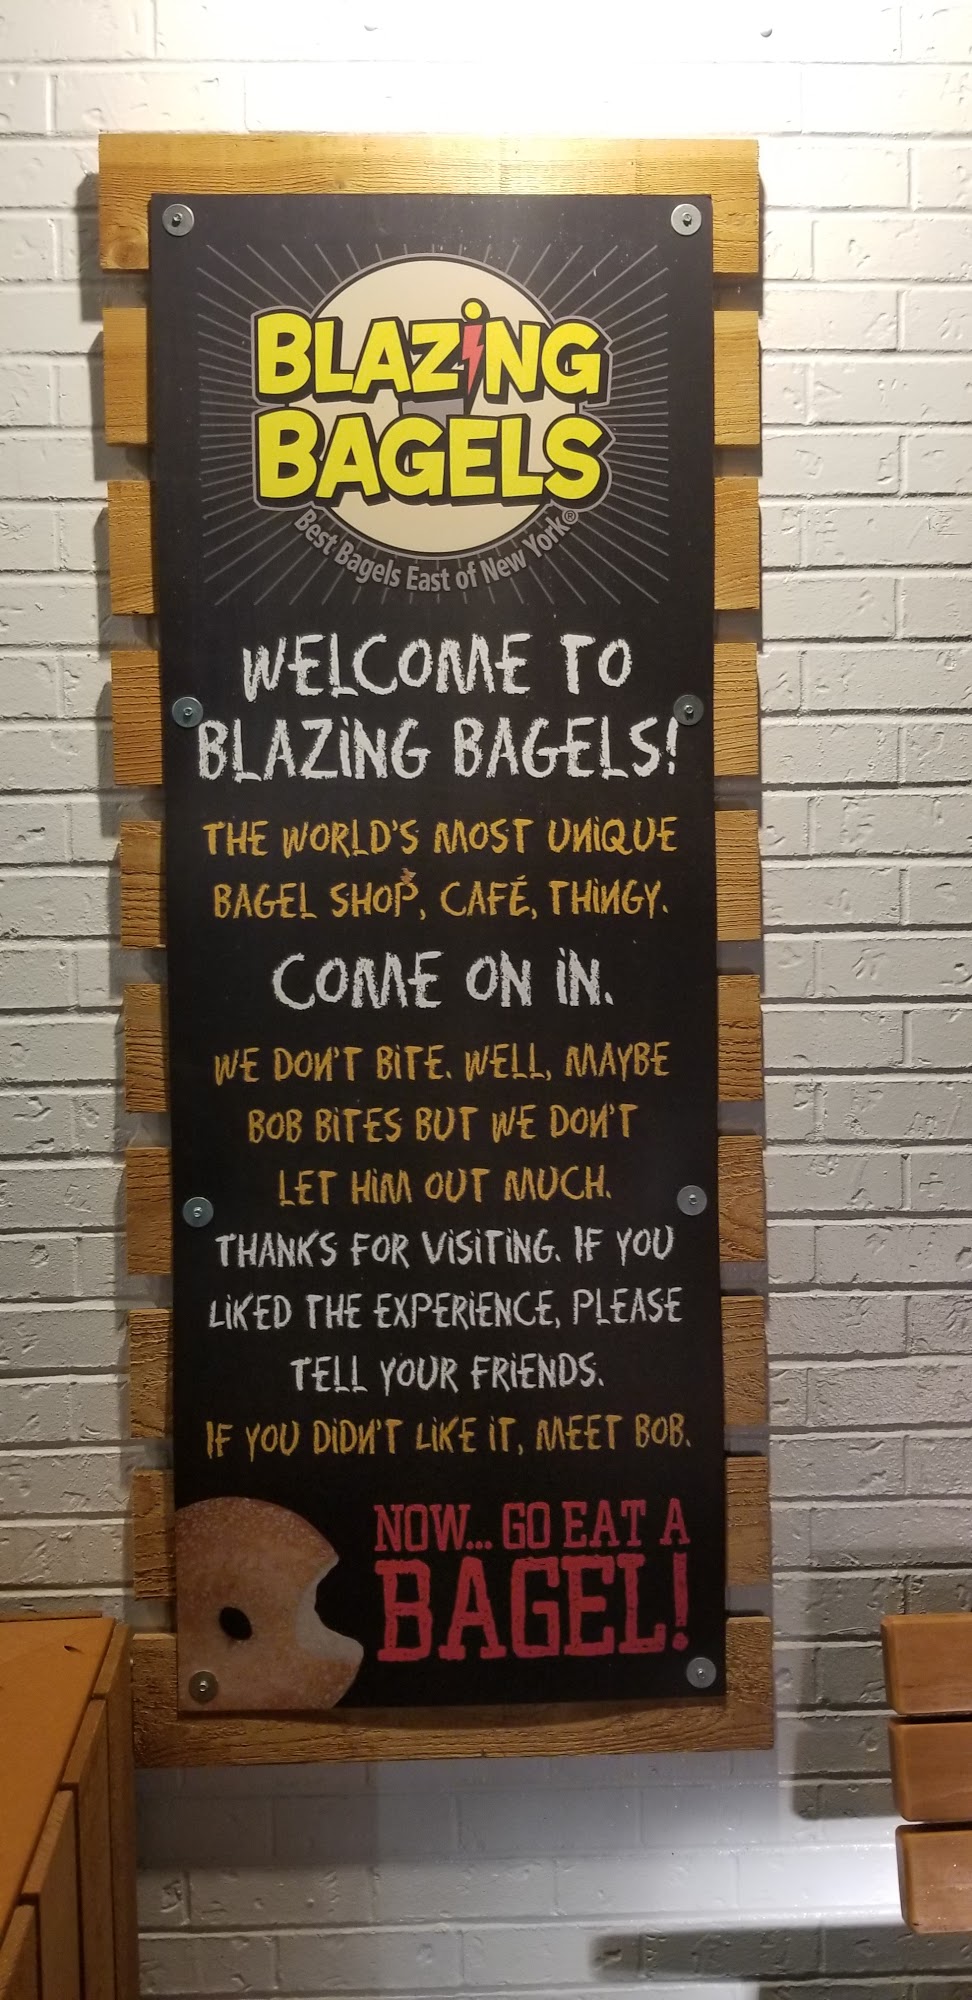 BLAZiNG
BAGELS
Best Bagels East of New York®
WELCOME TO
BLAZiNG BAGELS!
THE WORLD'S MOST UNiQUE
BAGEL SHOP, CAFÉ, THiNGY.
COME ON iN.
WE DON'T BiTE. WELL, MAYBE
BOB BiTES BUT WE DON'T
LET HiM OUT MUCH.
THANKS FOR ViSiTiNG. IF YOU
LiKED THE EXPERiENCE, PLEASE
TELL YOUR FRiENDS.
IF YOU DiDN'T LiKE iT, MEET BOB.
NOW... GO EAT A
BAGEL!